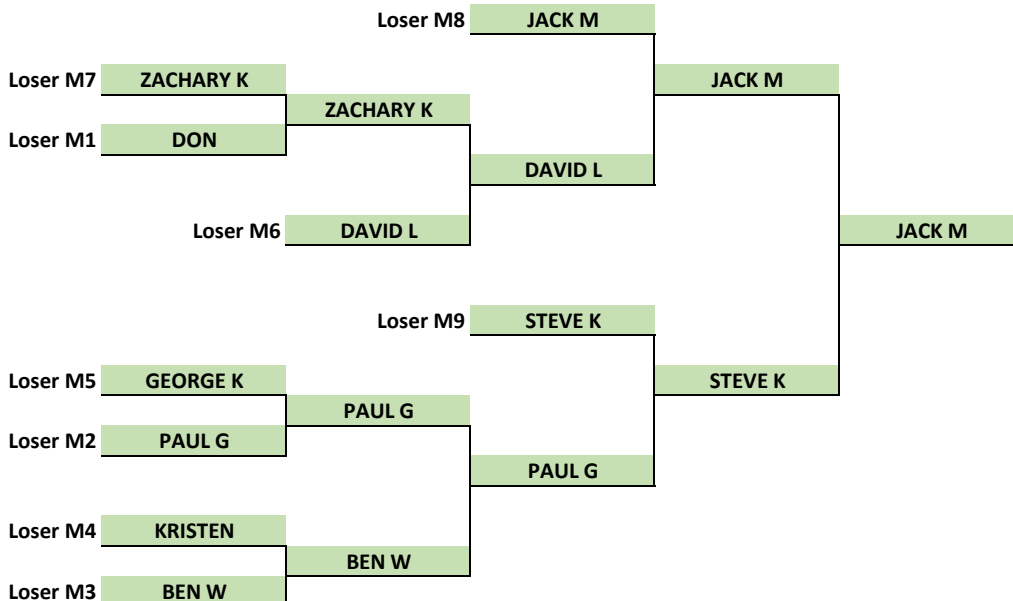 Loser M8 JACK M
Loser M7 ZACHARY K JACK M
ZACHARY K
Loser M1 DON
DAVID L
Loser M6 DAVID L JACK M
Loser M9 STEVE K
Loser M5 GEORGE K STEVE K
PAUL G
Loser M2 PAUL G
PAUL G
Loser M4 KRISTEN
BEN W
Loser M3 BEN W